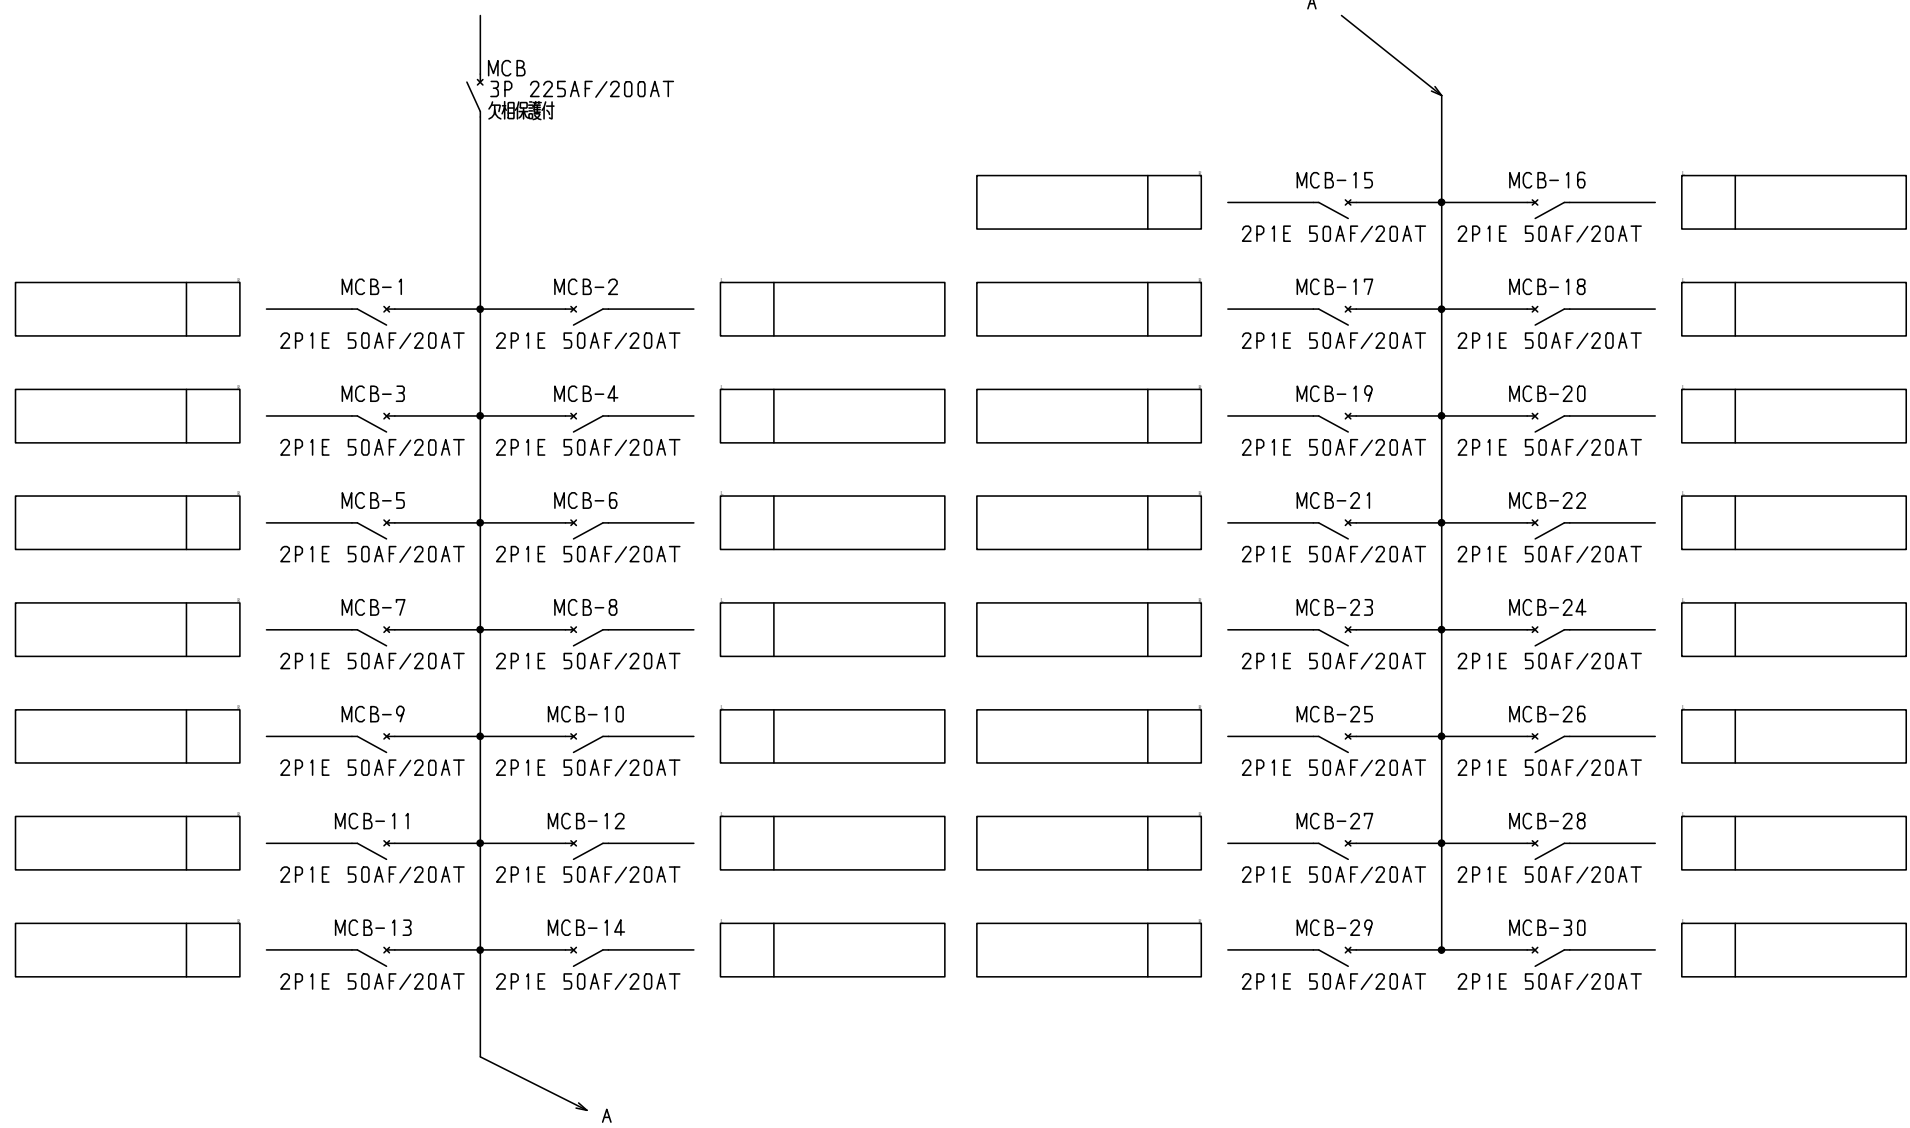 MCB
3P 225AF/200AT
欠相保護付
MCB-1 MCB-2
2P1E 50AF/20AT 2P1E 50AF/20AT
MCB-3 MCB-4
2P1E 50AF/20AT 2P1E 50AF/20AT
MCB-5 MCB-6
2P1E 50AF/20AT 2P1E 50AF/20AT
MCB-7 MCB-8
2P1E 50AF/20AT 2P1E 50AF/20AT
MCB-9 MCB-10
2P1E 50AF/20AT 2P1E 50AF/20AT
MCB-11 MCB-12
2P1E 50AF/20AT 2P1E 50AF/20AT
MCB-13 MCB-14
2P1E 50AF/20AT 2P1E 50AF/20AT
A
A
MCB-15 MCB-16
2P1E 50AF/20AT 2P1E 50AF/20AT
MCB-17 MCB-18
2P1E 50AF/20AT 2P1E 50AF/20AT
MCB-19 MCB-20
2P1E 50AF/20AT 2P1E 50AF/20AT
MCB-21 MCB-22
2P1E 50AF/20AT 2P1E 50AF/20AT
MCB-23 MCB-24
2P1E 50AF/20AT 2P1E 50AF/20AT
MCB-25 MCB-26
2P1E 50AF/20AT 2P1E 50AF/20AT
MCB-27 MCB-28
2P1E 50AF/20AT 2P1E 50AF/20AT
MCB-29 MCB-30
2P1E 50AF/20AT 2P1E 50AF/20AT